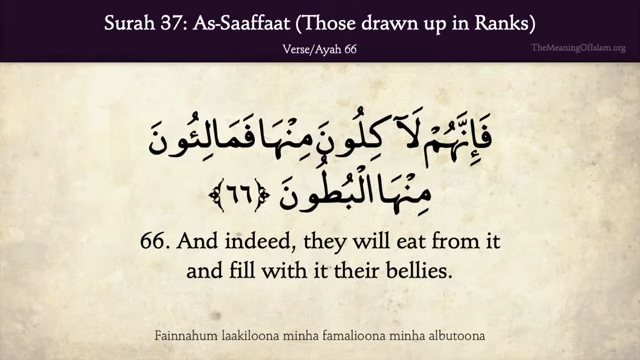 Surah 37: As-Saaffaat (Those drawn up in Ranks)
Verse/Ayah 66
TheMeaningOfIslam.org
فَإِنَّهُمْ لَآكِلُونَ مِنْهَا فَمَالِئُونَ
مِنْهَا الْبُطُونَ ﴿٦٦﴾
66. And indeed, they will eat from it
and fill with it their bellies.
Fainnahum laakiloona minha famalioona minha albutoona